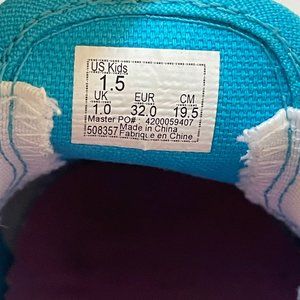 US Kids
1.5
UK EUR CM
1.0 32.0 19.5
Master PO# 4200059407
508357 Made in China
Fabriqué en Chine